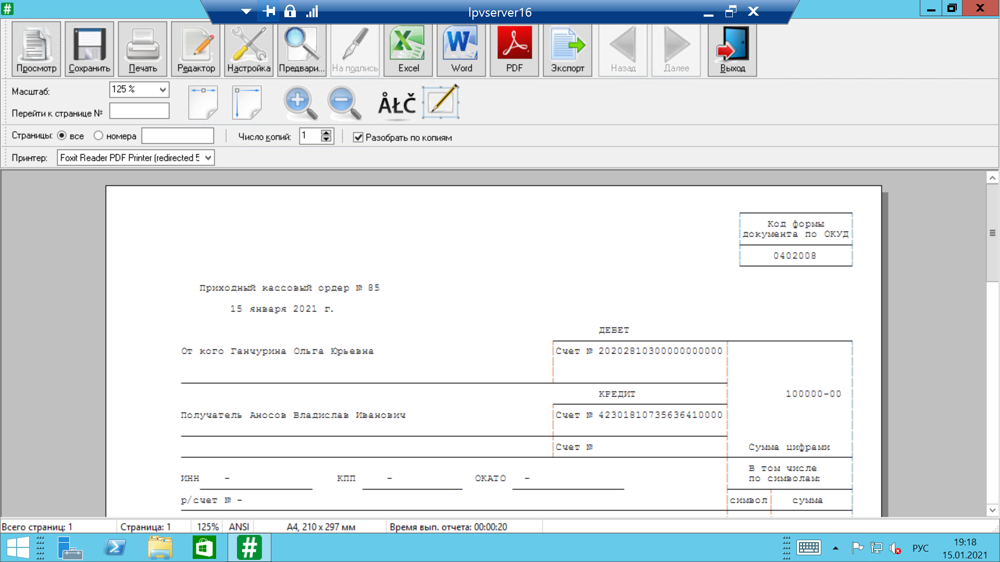 lpvserver16
Просмотр Сохранить Печать Редактор Настройка Предвари... На подпись Excel Word PDF Экспорт Назад Далее Выход
Масштаб: 125 %
Перейти к странице №
ÅŁČ
Страницы: все номера Число копий: 1 Разобрать по копиям
Принтер: Foxit Reader PDF Printer (redirected 5
Код формы
документа по ОКУД
0402008
Приходный кассовый ордер № 85
15 января 2021 г.
ДЕБЕТ
От кого Ганчурина Ольга Юрьевна Счет № 20202810300000000000
КРЕДИТ 100000-00
Получатель Аносов Владислав Иванович Счет № 42301810735636410000
Счет № Сумма цифрами
В том числе
ИНН - КПП - ОКАТО - по символам:
р/счет № - символ сумма
Всего страниц: 1 Страница: 1 125% ANSI А4, 210 x 297 мм Время вып. отчета: 00:00:20
РУС 19:18
15.01.2021